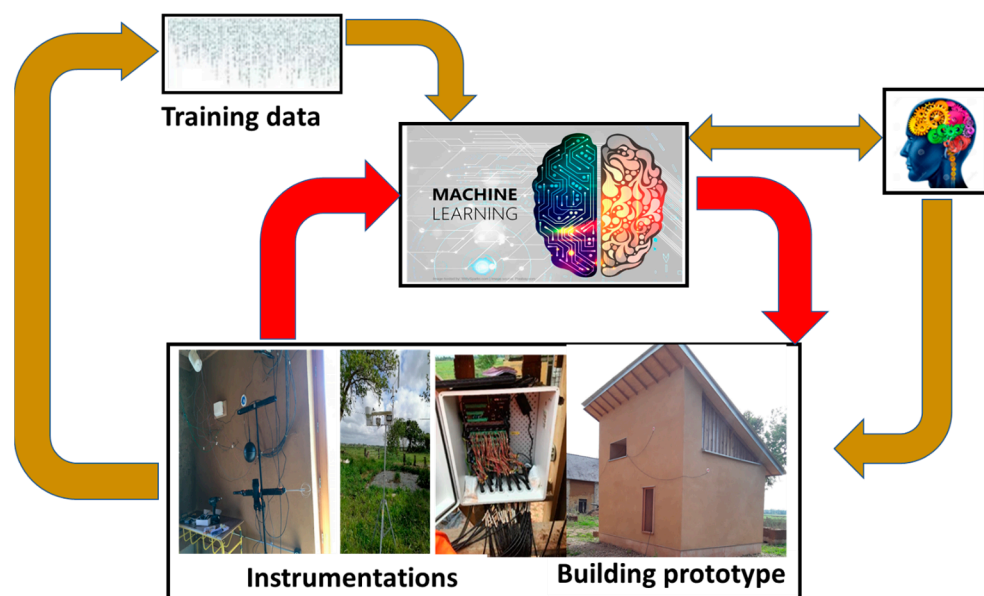 Training data
MACHINE
LEARNING
Instrumentations
Building prototype